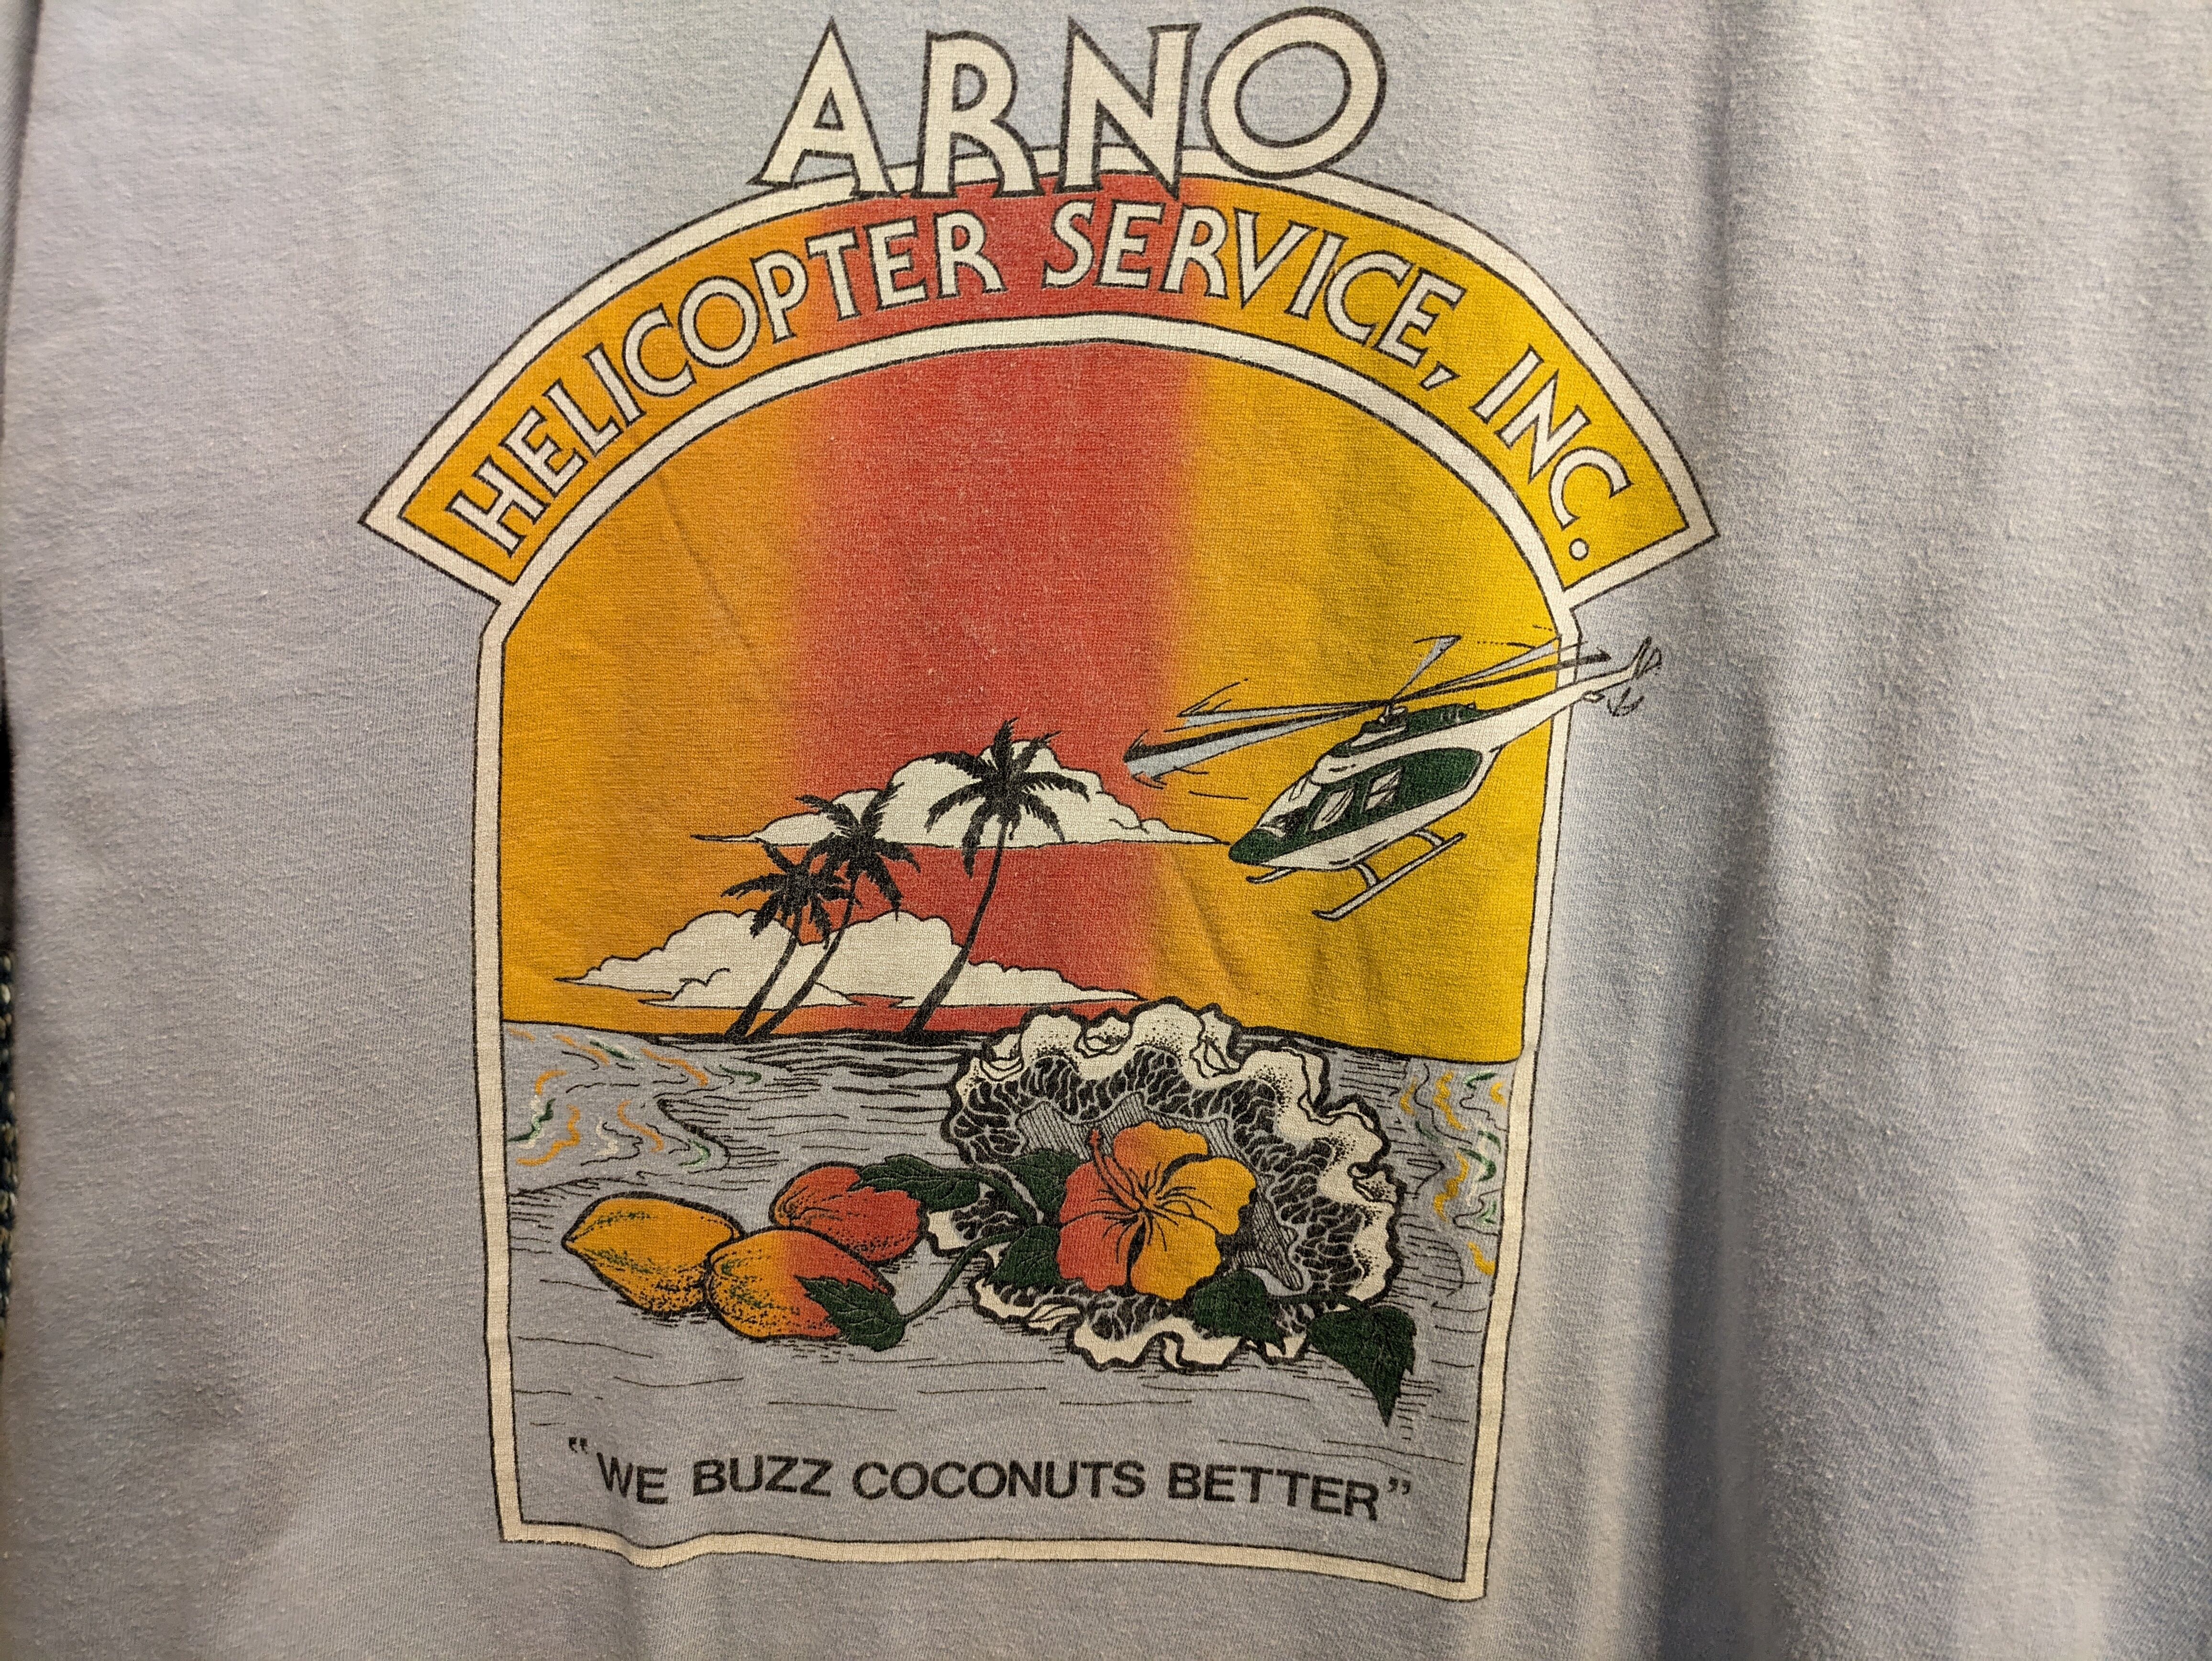 ARNO
HELICOPTER SERVICE, INC.
"WE BUZZ COCONUTS BETTER"